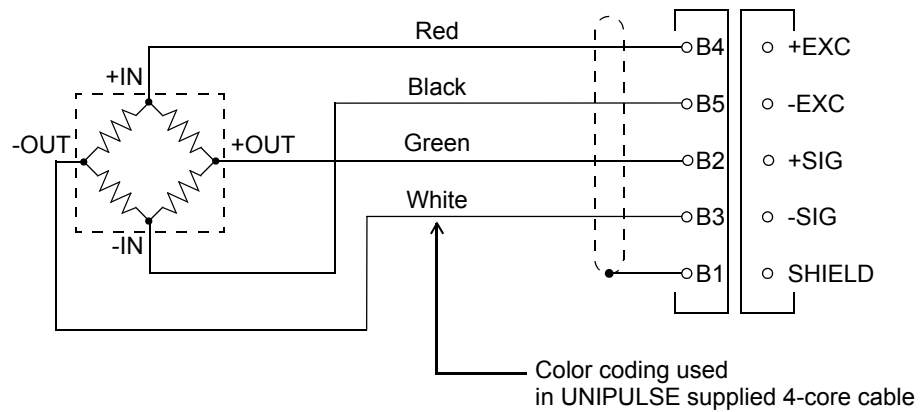 Red
B4 +EXC
+IN
Black
B5 -EXC
-OUT
+OUT
Green
B2 +SIG
White
B3 -SIG
-IN
B1 SHIELD
Color coding used
in UNIPULSE supplied 4-core cable